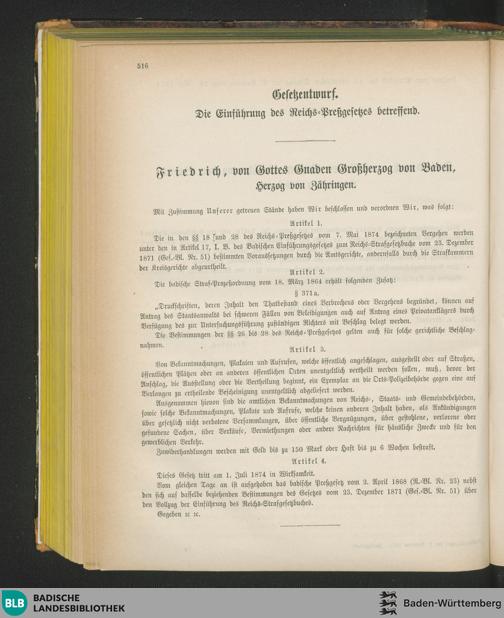 516
Gesetzentwurf.
Die Einführung des Reichs-Preßgesetzes betreffend.
Friedrich, von Gottes Gnaden Großherzog von Baden,
Herzog von Zähringen.
Mit Zustimmung Unserer getreuen Stände haben Wir beschlossen und verordnen Wir, was folgt:
Artikel 1.
Die in den §§ 18 und 28 des Reichs-Preßgesetzes vom 7. Mai 1874 bezeichneten Vergehen werden
unter den in Artikel 17, I. B. des Badischen Einführungsgesetzes zum Reichs-Strafgesetzbuche vom 23. Dezember
1871 (Ges.-Bl. Nr. 51) bestimmten Voraussetzungen durch die Amtsgerichte, andernfalls durch die Strafkammern
der Kreisgerichte abgeurtheilt.
Artikel 2.
Die badische Straf-Prozeßordnung vom 18. März 1864 erhält folgenden Zusatz:
§ 371a.
„Druckschriften, deren Inhalt den Thatbestand eines Verbrechens oder Vergehens begründet, können auf
Antrag des Staatsanwalts bei schweren Fällen von Beleidigungen auch auf Antrag eines Privatanklägers durch
Verfügung des zur Untersuchungsführung zuständigen Richters mit Beschlag belegt werden.
Die Bestimmungen der §§ 26 bis 28 des Reichs-Preßgesetzes gelten auch für solche gerichtliche Beschlag-
nahmen.
Artikel 3.
Von Bekanntmachungen, Plakaten und Aufrufen, welche öffentlich angeschlagen, ausgestellt oder auf Straßen,
öffentlichen Plätzen oder an anderen öffentlichen Orten unentgeltlich vertheilt werden sollen, muß, bevor der
Anschlag, die Ausstellung oder die Vertheilung beginnt, ein Exemplar an die Orts-Polizeibehörde gegen eine auf
Verlangen zu ertheilende Bescheinigung unentgeltlich abgeliefert werden.
Ausgenommen hievon sind die amtlichen Bekanntmachungen von Reichs-, Staats- und Gemeindebehörden,
sowie solche Bekanntmachungen, Plakate und Aufrufe, welche keinen anderen Inhalt haben, als Ankündigungen
über gesetzlich nicht verbotene Versammlungen, über öffentliche Vergnügungen, über gestohlene, verlorene oder
gefundene Sachen, über Verkäufe, Vermiethungen oder andere Nachrichten für häusliche Zwecke und für den
gewerblichen Verkehr.
Zuwiderhandlungen werden mit Geld bis zu 150 Mark oder Haft bis zu 6 Wochen bestraft.
Artikel 4.
Dieses Gesetz tritt am 1. Juli 1874 in Wirksamkeit.
Vom gleichen Tage an ist aufgehoben das badische Preßgesetz vom 2. April 1868 (R.-Bl. Nr. 23) nebst
den sich auf dasselbe beziehenden Bestimmungen des Gesetzes vom 23. Dezember 1871 (Ges.-Bl. Nr. 51) über
den Vollzug der Einführung des Reichs-Strafgesetzbuches.
Gegeben ꝛc ꝛc.
BLB
BADISCHE
LANDESBIBLIOTHEK
Baden-Württemberg